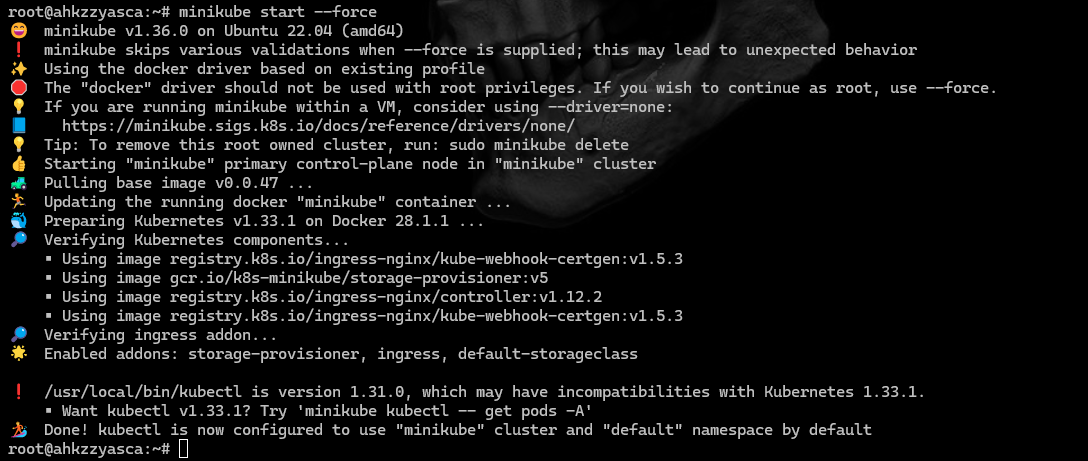 root@ahkzzyasca:~# minikube start --force
😄 minikube v1.36.0 on Ubuntu 22.04 (amd64)
❗ minikube skips various validations when --force is supplied; this may lead to unexpected behavior
✨ Using the docker driver based on existing profile
🛑 The "docker" driver should not be used with root privileges. If you wish to continue as root, use --force.
💡 If you are running minikube within a VM, consider using --driver=none:
📘 https://minikube.sigs.k8s.io/docs/reference/drivers/none/
💡 Tip: To remove this root owned cluster, run: sudo minikube delete
👍 Starting "minikube" primary control-plane node in "minikube" cluster
🚜 Pulling base image v0.0.47 ...
🏃 Updating the running docker "minikube" container ...
🐳 Preparing Kubernetes v1.33.1 on Docker 28.1.1 ...
🔎 Verifying Kubernetes components...
▪ Using image registry.k8s.io/ingress-nginx/kube-webhook-certgen:v1.5.3
▪ Using image gcr.io/k8s-minikube/storage-provisioner:v5
▪ Using image registry.k8s.io/ingress-nginx/controller:v1.12.2
▪ Using image registry.k8s.io/ingress-nginx/kube-webhook-certgen:v1.5.3
🔎 Verifying ingress addon...
🌟 Enabled addons: storage-provisioner, ingress, default-storageclass
❗ /usr/local/bin/kubectl is version 1.31.0, which may have incompatibilities with Kubernetes 1.33.1.
▪ Want kubectl v1.33.1? Try 'minikube kubectl -- get pods -A'
🏄 Done! kubectl is now configured to use "minikube" cluster and "default" namespace by default
root@ahkzzyasca:~#